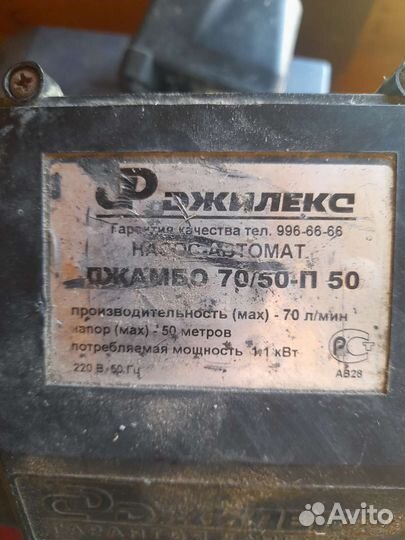 ДЖИЛЕКС
Гарантия качества тел. 996-66-66
НАСОС-АВТОМАТ
ДЖАМБО 70/50-П 50
производительность (мах) - 70 л/мин
напор (мах) - 50 метров
потребляемая мощность 1.1 кВт
220 В, 50 Гц
АВ28
ДЖИЛЕКС
Avito